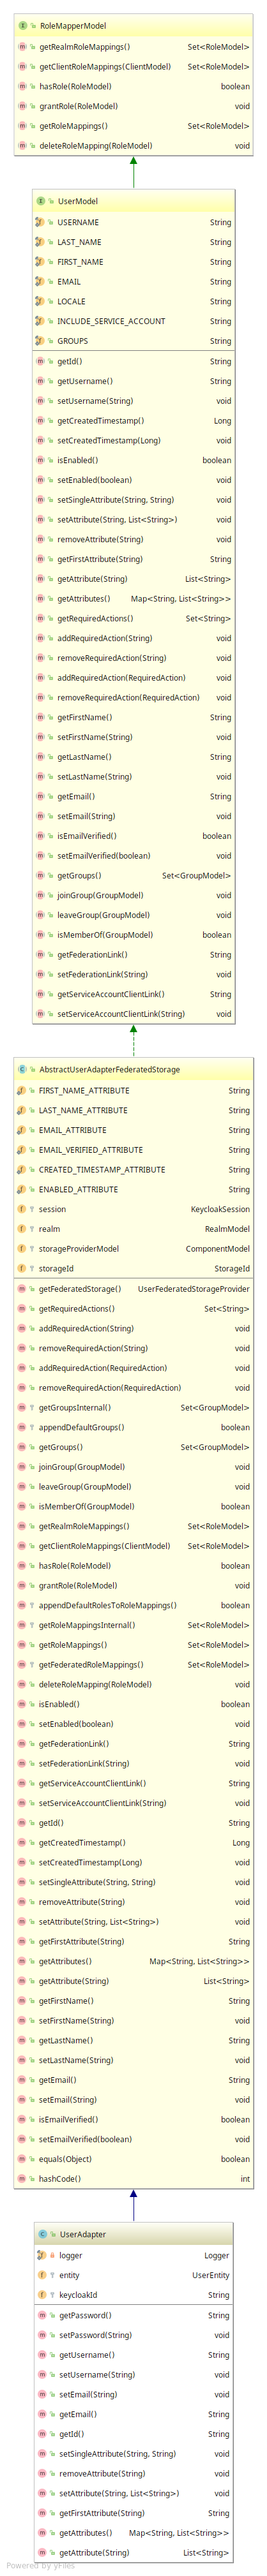 RoleMapperModel
getRealmRoleMappings() Set<RoleModel>
getClientRoleMappings(ClientModel) Set<RoleModel>
hasRole(RoleModel) boolean
grantRole(RoleModel) void
getRoleMappings() Set<RoleModel>
deleteRoleMapping(RoleModel) void
UserModel
USERNAME String
LAST_NAME String
FIRST_NAME String
EMAIL String
LOCALE String
INCLUDE_SERVICE_ACCOUNT String
GROUPS String
getId() String
getUsername() String
setUsername(String) void
getCreatedTimestamp() Long
setCreatedTimestamp(Long) void
isEnabled() boolean
setEnabled(boolean) void
setSingleAttribute(String, String) void
setAttribute(String, List<String>) void
removeAttribute(String) void
getFirstAttribute(String) String
getAttribute(String) List<String>
getAttributes() Map<String, List<String>>
getRequiredActions() Set<String>
addRequiredAction(String) void
removeRequiredAction(String) void
addRequiredAction(RequiredAction) void
removeRequiredAction(RequiredAction) void
getFirstName() String
setFirstName(String) void
getLastName() String
setLastName(String) void
getEmail() String
setEmail(String) void
isEmailVerified() boolean
setEmailVerified(boolean) void
getGroups() Set<GroupModel>
joinGroup(GroupModel) void
leaveGroup(GroupModel) void
isMemberOf(GroupModel) boolean
getFederationLink() String
setFederationLink(String) void
getServiceAccountClientLink() String
setServiceAccountClientLink(String) void
AbstractUserAdapterFederatedStorage
FIRST_NAME_ATTRIBUTE String
LAST_NAME_ATTRIBUTE String
EMAIL_ATTRIBUTE String
EMAIL_VERIFIED_ATTRIBUTE String
CREATED_TIMESTAMP_ATTRIBUTE String
ENABLED_ATTRIBUTE String
session KeycloakSession
realm RealmModel
storageProviderModel ComponentModel
storageId StorageId
getFederatedStorage() UserFederatedStorageProvider
getRequiredActions() Set<String>
addRequiredAction(String) void
removeRequiredAction(String) void
addRequiredAction(RequiredAction) void
removeRequiredAction(RequiredAction) void
getGroupsInternal() Set<GroupModel>
appendDefaultGroups() boolean
getGroups() Set<GroupModel>
joinGroup(GroupModel) void
leaveGroup(GroupModel) void
isMemberOf(GroupModel) boolean
getRealmRoleMappings() Set<RoleModel>
getClientRoleMappings(ClientModel) Set<RoleModel>
hasRole(RoleModel) boolean
grantRole(RoleModel) void
appendDefaultRolesToRoleMappings() boolean
getRoleMappingsInternal() Set<RoleModel>
getRoleMappings() Set<RoleModel>
getFederatedRoleMappings() Set<RoleModel>
deleteRoleMapping(RoleModel) void
isEnabled() boolean
setEnabled(boolean) void
getFederationLink() String
setFederationLink(String) void
getServiceAccountClientLink() String
setServiceAccountClientLink(String) void
getId() String
getCreatedTimestamp() Long
setCreatedTimestamp(Long) void
setSingleAttribute(String, String) void
removeAttribute(String) void
setAttribute(String, List<String>) void
getFirstAttribute(String) String
getAttributes() Map<String, List<String>>
getAttribute(String) List<String>
getFirstName() String
setFirstName(String) void
getLastName() String
setLastName(String) void
getEmail() String
setEmail(String) void
isEmailVerified() boolean
setEmailVerified(boolean) void
equals(Object) boolean
hashCode() int
UserAdapter
logger Logger
entity UserEntity
keycloakId String
getPassword() String
setPassword(String) void
getUsername() String
setUsername(String) void
setEmail(String) void
getEmail() String
getId() String
setSingleAttribute(String, String) void
removeAttribute(String) void
setAttribute(String, List<String>) void
getFirstAttribute(String) String
getAttributes() Map<String, List<String>>
getAttribute(String) List<String>
Powered by yFiles